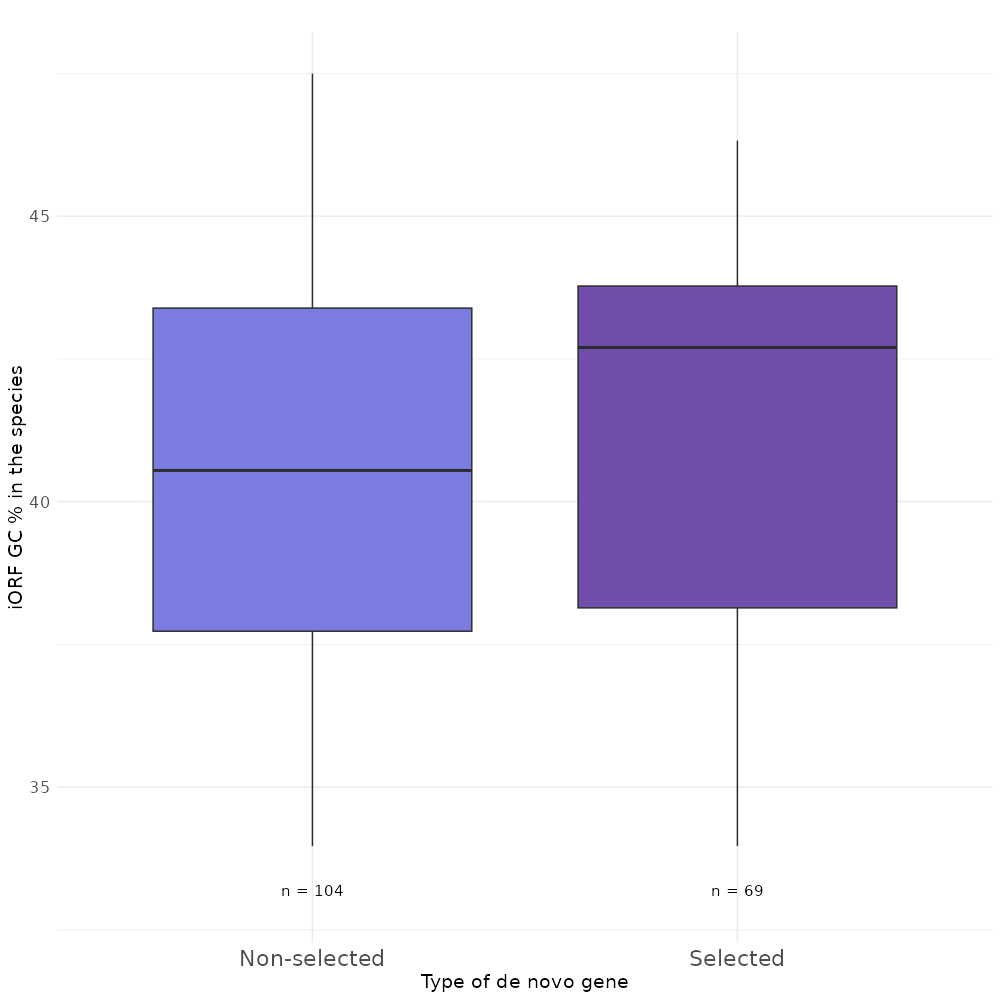 iORF GC % in the species
45
40
35
n = 104
n = 69
Non-selected
Selected
Type of de novo gene